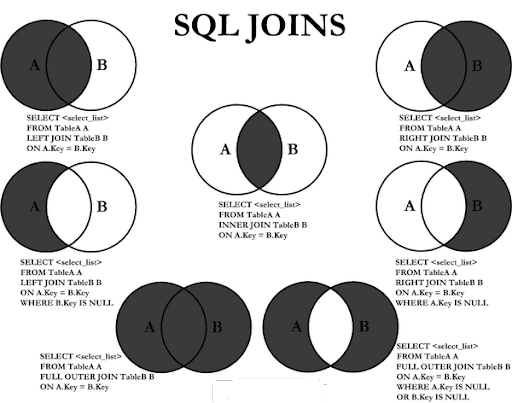 SQL JOINS
A B
SELECT <select_list>
FROM TableA A
LEFT JOIN TableB B
ON A.Key = B.Key
A B
SELECT <select_list>
FROM TableA A
RIGHT JOIN TableB B
ON A.Key = B.Key
A B
SELECT <select_list>
FROM TableA A
INNER JOIN TableB B
ON A.Key = B.Key
A B
SELECT <select_list>
FROM TableA A
LEFT JOIN TableB B
ON A.Key = B.Key
WHERE B.Key IS NULL
A B
SELECT <select_list>
FROM TableA A
RIGHT JOIN TableB B
ON A.Key = B.Key
WHERE A.Key IS NULL
A B
SELECT <select_list>
FROM TableA A
FULL OUTER JOIN TableB B
ON A.Key = B.Key
A B
SELECT <select_list>
FROM TableA A
FULL OUTER JOIN TableB B
ON A.Key = B.Key
WHERE A.Key IS NULL
OR B.Key IS NULL